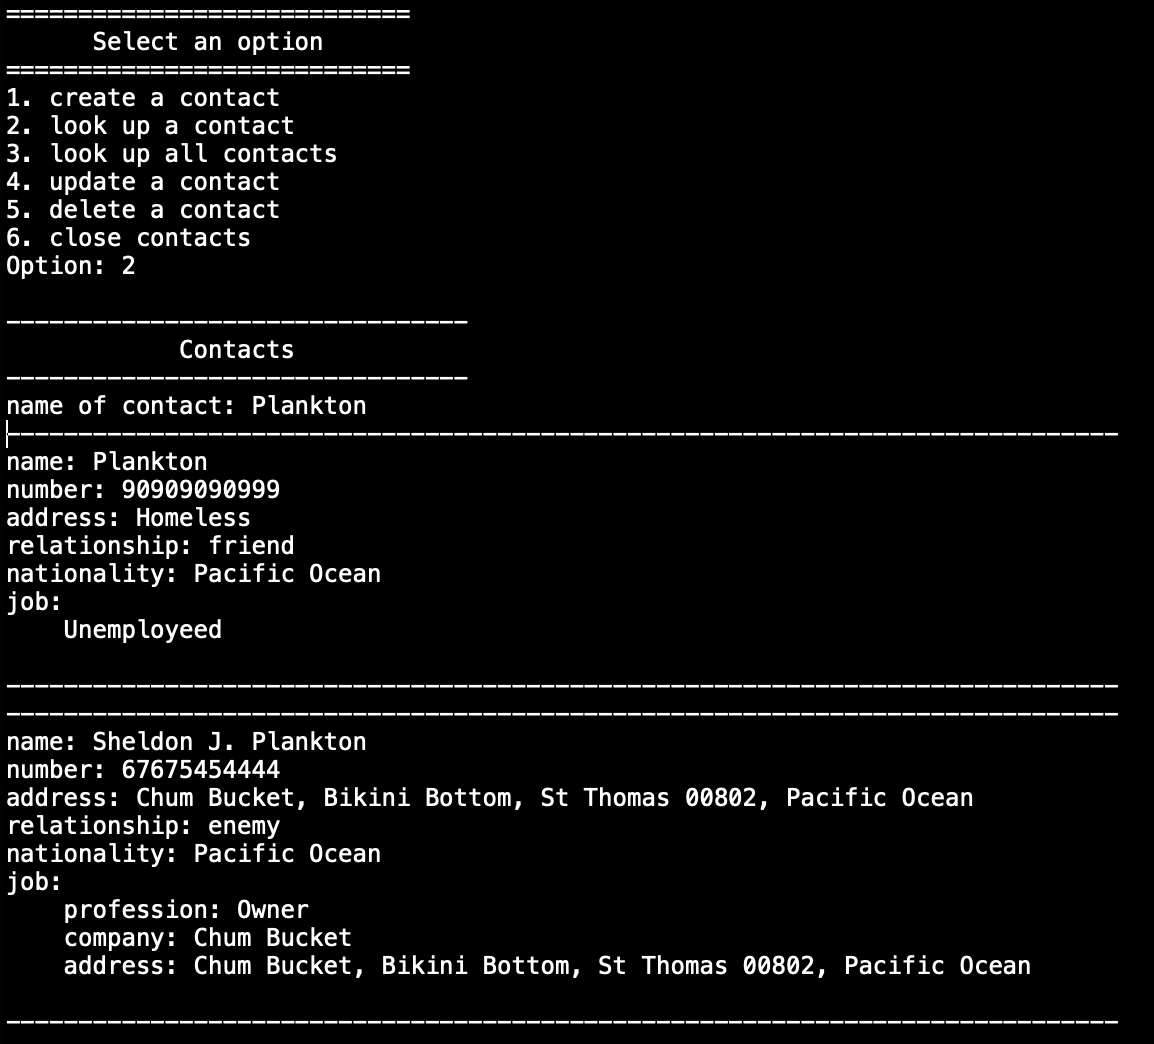 ============================
      Select an option
============================
1. create a contact
2. look up a contact
3. look up all contacts
4. update a contact
5. delete a contact
6. close contacts
Option: 2

--------------------------------
            Contacts
--------------------------------
name of contact: Plankton
-----------------------------------------------------------------------------
name: Plankton
number: 90909090999
address: Homeless
relationship: friend
nationality: Pacific Ocean
job:
    Unemployeed

-----------------------------------------------------------------------------
-----------------------------------------------------------------------------
name: Sheldon J. Plankton
number: 67675454444
address: Chum Bucket, Bikini Bottom, St Thomas 00802, Pacific Ocean
relationship: enemy
nationality: Pacific Ocean
job:
    profession: Owner
    company: Chum Bucket
    address: Chum Bucket, Bikini Bottom, St Thomas 00802, Pacific Ocean

-----------------------------------------------------------------------------